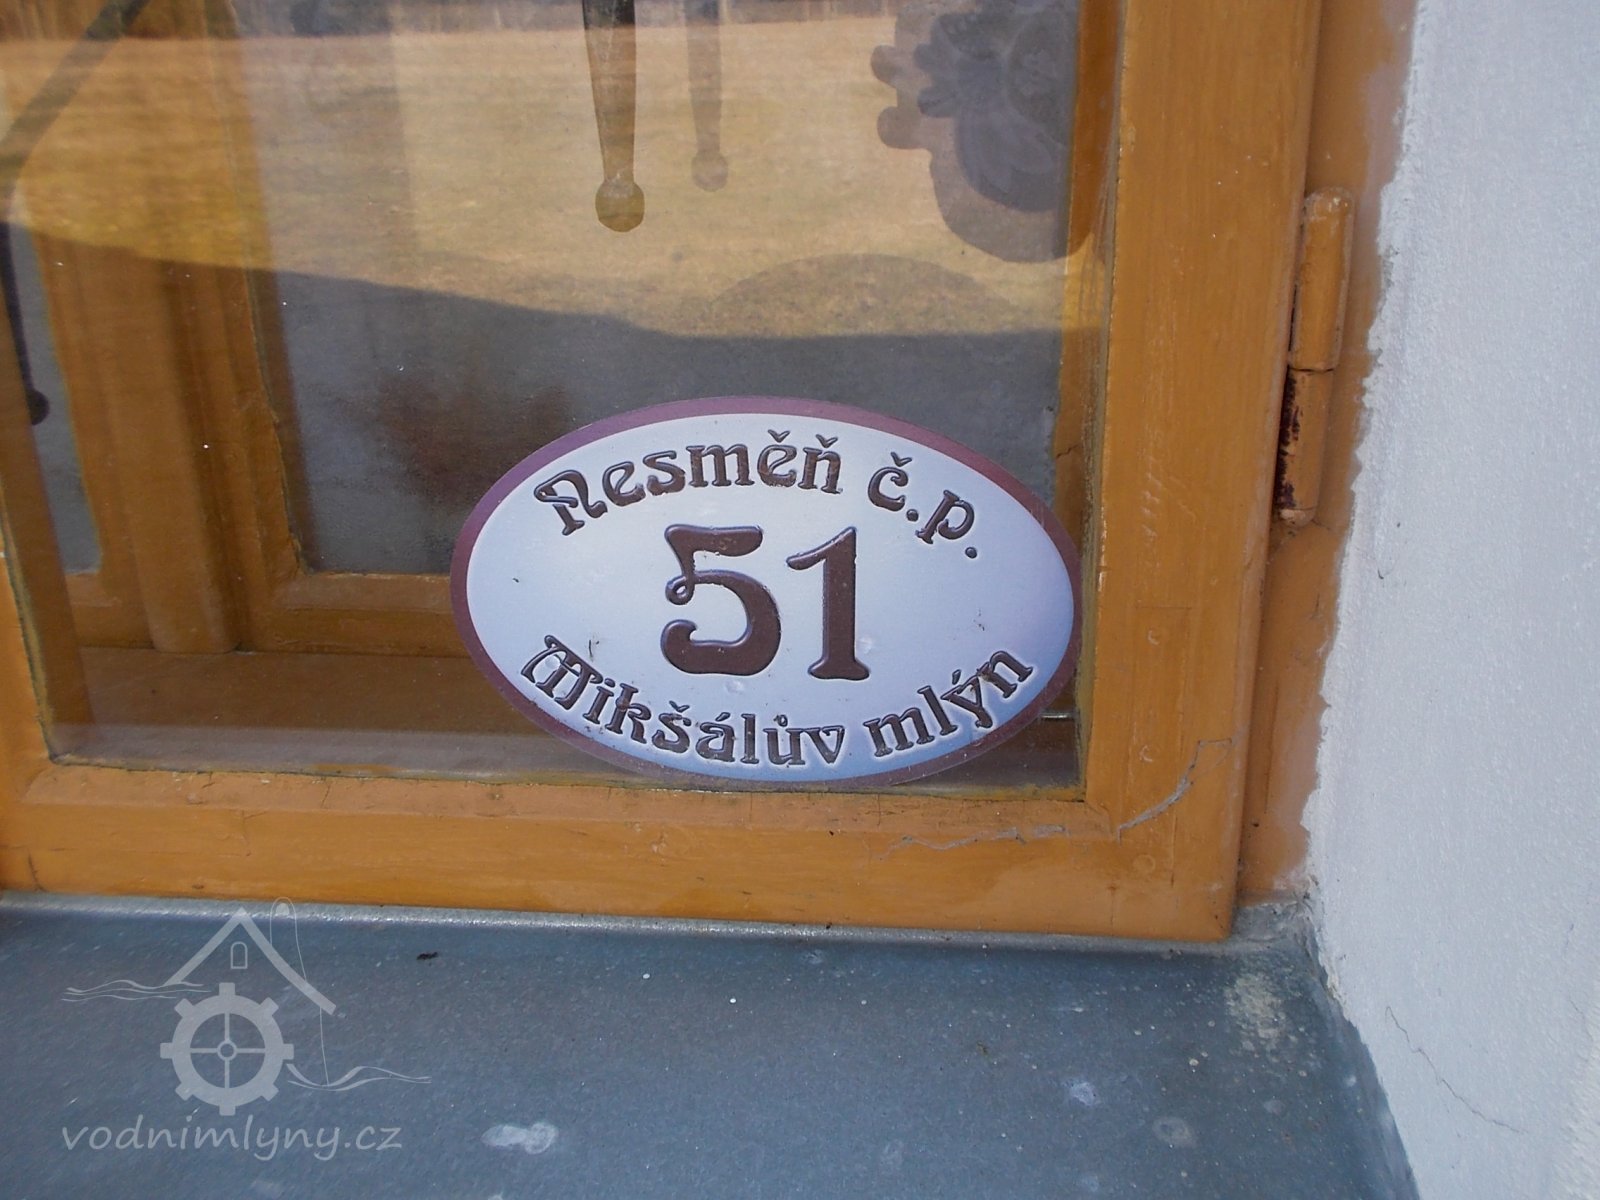 Nesměň č.p.
51
Mikšálův mlýn
vodnimlyny.cz